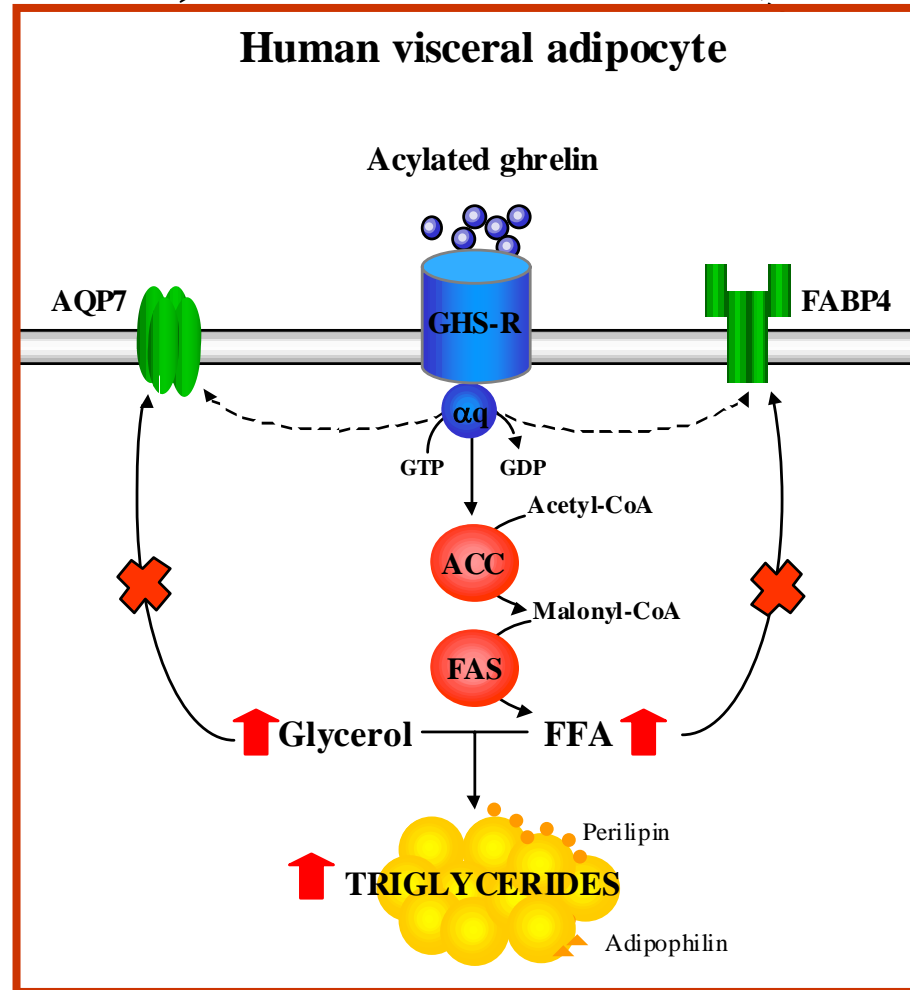 Human visceral adipocyte
Acylated ghrelin
AQP7
GHS-R
FABP4
αq
GTP
GDP
Acetyl-CoA
ACC
Malonyl-CoA
FAS
Glycerol
FFA
Perilipin
TRIGLYCERIDES
Adipophilin